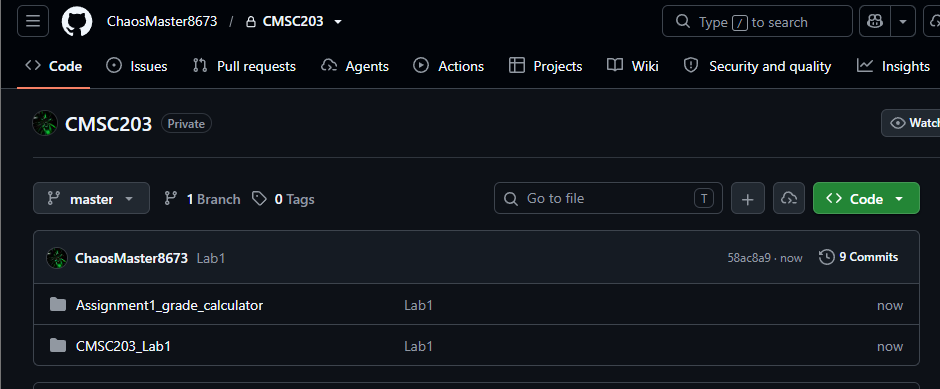 ChaosMaster8673 / CMSC203 Type / to search
Code Issues Pull requests Agents Actions Projects Wiki Security and quality Insights
CMSC203 Private
master 1 Branch 0 Tags Go to file T + Code
ChaosMaster8673 Lab1 58ac8a9 · now 9 Commits
Assignment1_grade_calculator Lab1 now
CMSC203_Lab1 Lab1 now